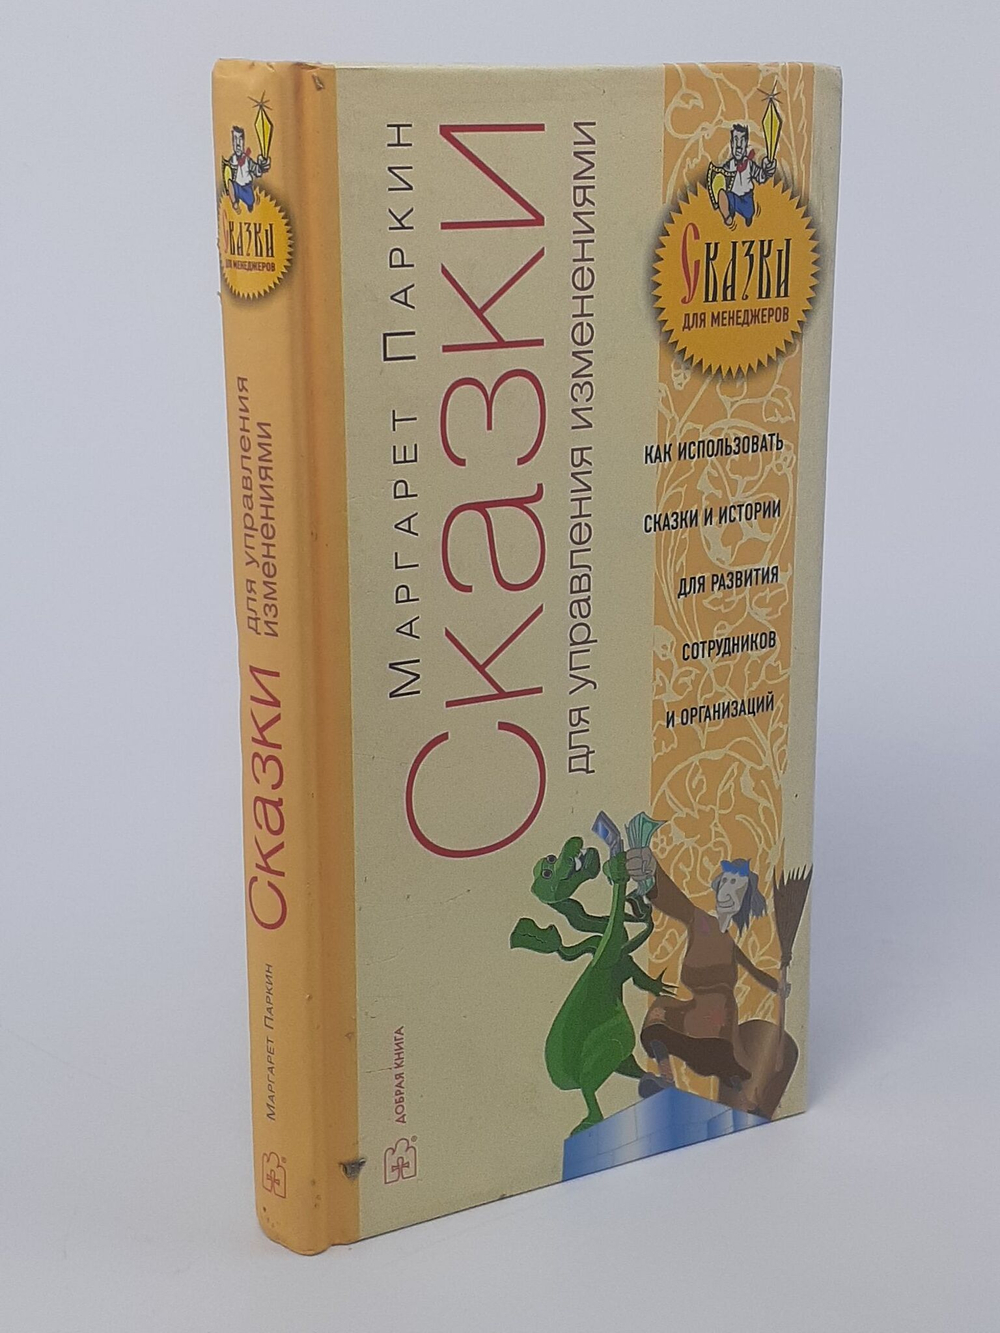 Сказки
для менеджеров
Сказки
для управления
изменениями
Маргарет Паркин
Маргарет Паркин
Сказки
для управления изменениями
Сказки
для менеджеров
Как использовать
сказки и истории
для развития
сотрудников
и организаций
Добрая книга